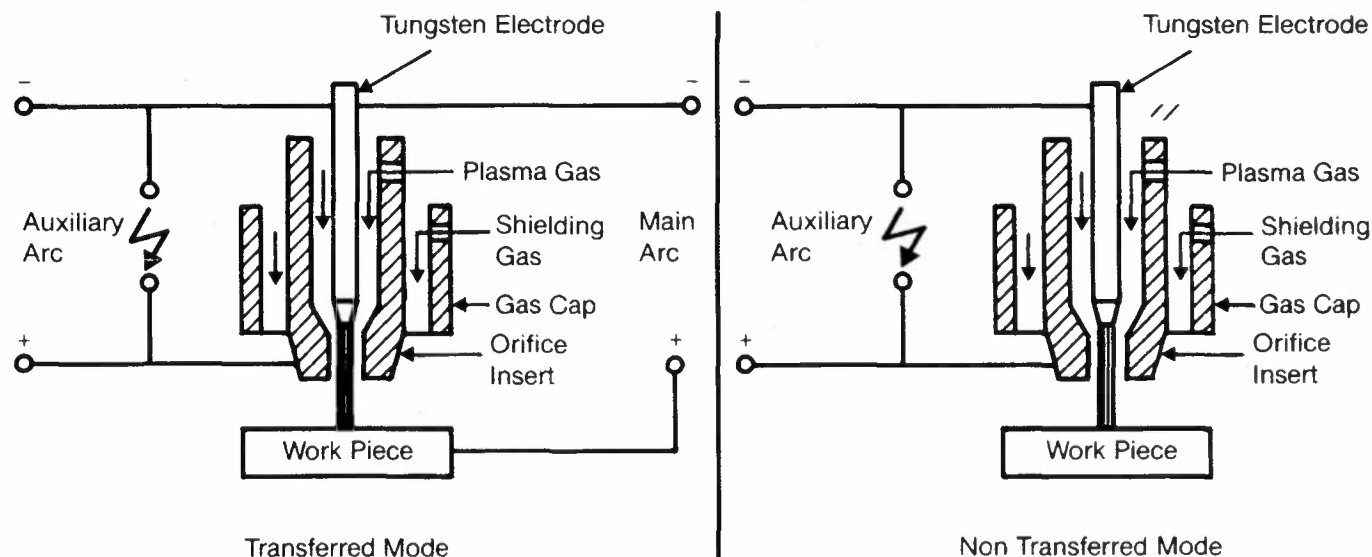 Tungsten Electrode
−
−
Plasma Gas
Auxiliary
Arc
Shielding
Gas
Main
Arc
Gas Cap
+
+
Orifice
Insert
Work Piece
Transferred Mode
Tungsten Electrode
−
Plasma Gas
Auxiliary
Arc
Shielding
Gas
Gas Cap
+
Orifice
Insert
Work Piece
Non Transferred Mode